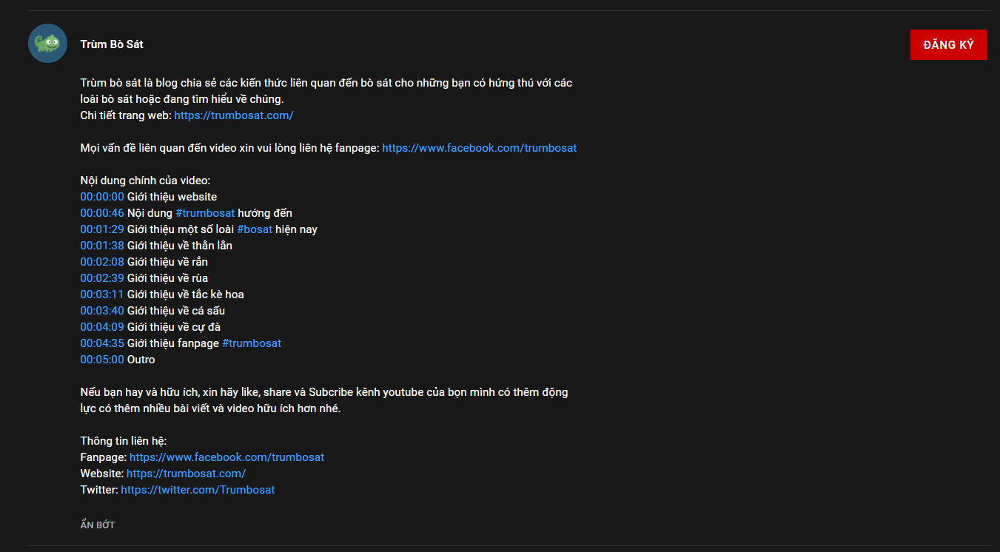 Trùm Bò Sát
ĐĂNG KÝ
Trùm bò sát là blog chia sẻ các kiến thức liên quan đến bò sát cho những bạn có hứng thú với các
loài bò sát hoặc đang tìm hiểu về chúng.
Chi tiết trang web: https://trumbosat.com/
Mọi vấn đề liên quan đến video xin vui lòng liên hệ fanpage: https://www.facebook.com/trumbosat
Nội dung chính của video:
00:00:00 Giới thiệu website
00:00:46 Nội dung #trumbosat hướng đến
00:01:29 Giới thiệu một số loài #bosat hiện nay
00:01:38 Giới thiệu về thằn lằn
00:02:08 Giới thiệu về rắn
00:02:39 Giới thiệu về rùa
00:03:11 Giới thiệu về tắc kè hoa
00:03:40 Giới thiệu về cá sấu
00:04:09 Giới thiệu về cự đà
00:04:35 Giới thiệu fanpage #trumbosat
00:05:00 Outro
Nếu bạn hay và hữu ích, xin hãy like, share và Subcribe kênh youtube của bọn mình có thêm động
lực có thêm nhiều bài viết và video hữu ích hơn nhé.
Thông tin liên hệ:
Fanpage: https://www.facebook.com/trumbosat
Website: https://trumbosat.com/
Twitter: https://twitter.com/Trumbosat
ẨN BỚT